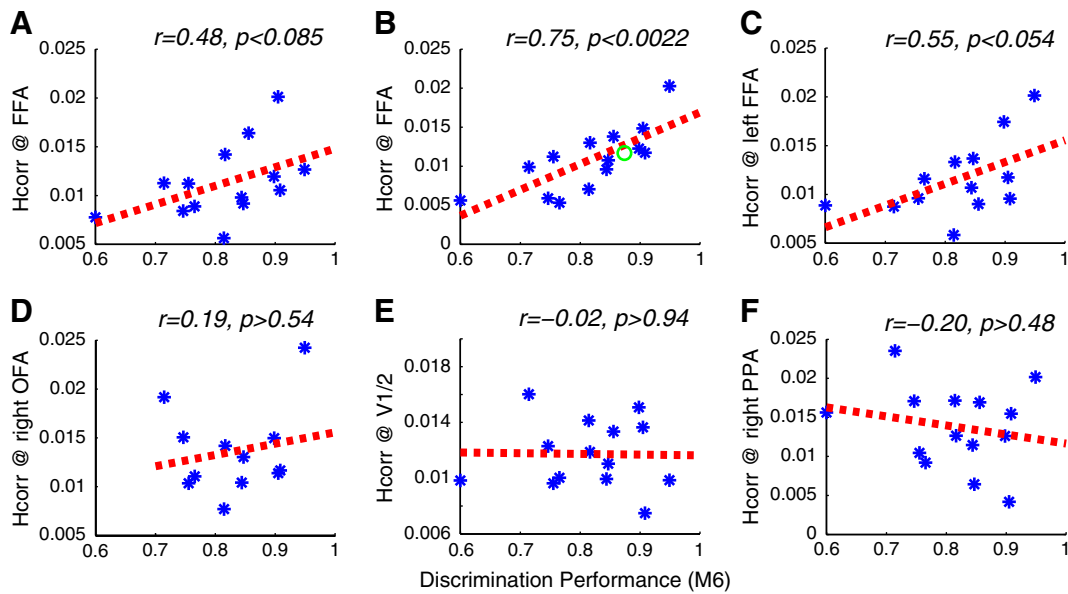 A
r=0.48, p<0.085
Hcorr @ FFA
0.025
0.02
0.015
0.01
0.005
0.6 0.7 0.8 0.9 1
B
r=0.75, p<0.0022
Hcorr @ FFA
0.025
0.02
0.015
0.01
0.005
0
0.6 0.7 0.8 0.9 1
C
r=0.55, p<0.054
Hcorr @ left FFA
0.025
0.02
0.015
0.01
0.005
0.6 0.7 0.8 0.9 1
D
r=0.19, p>0.54
Hcorr @ right OFA
0.025
0.02
0.015
0.01
0.005
0.6 0.7 0.8 0.9 1
E
r=−0.02, p>0.94
Hcorr @ V1/2
0.018
0.014
0.01
0.006
0.6 0.7 0.8 0.9 1
F
r=−0.20, p>0.48
Hcorr @ right PPA
0.025
0.02
0.015
0.01
0.005
0
0.6 0.7 0.8 0.9 1
Discrimination Performance (M6)